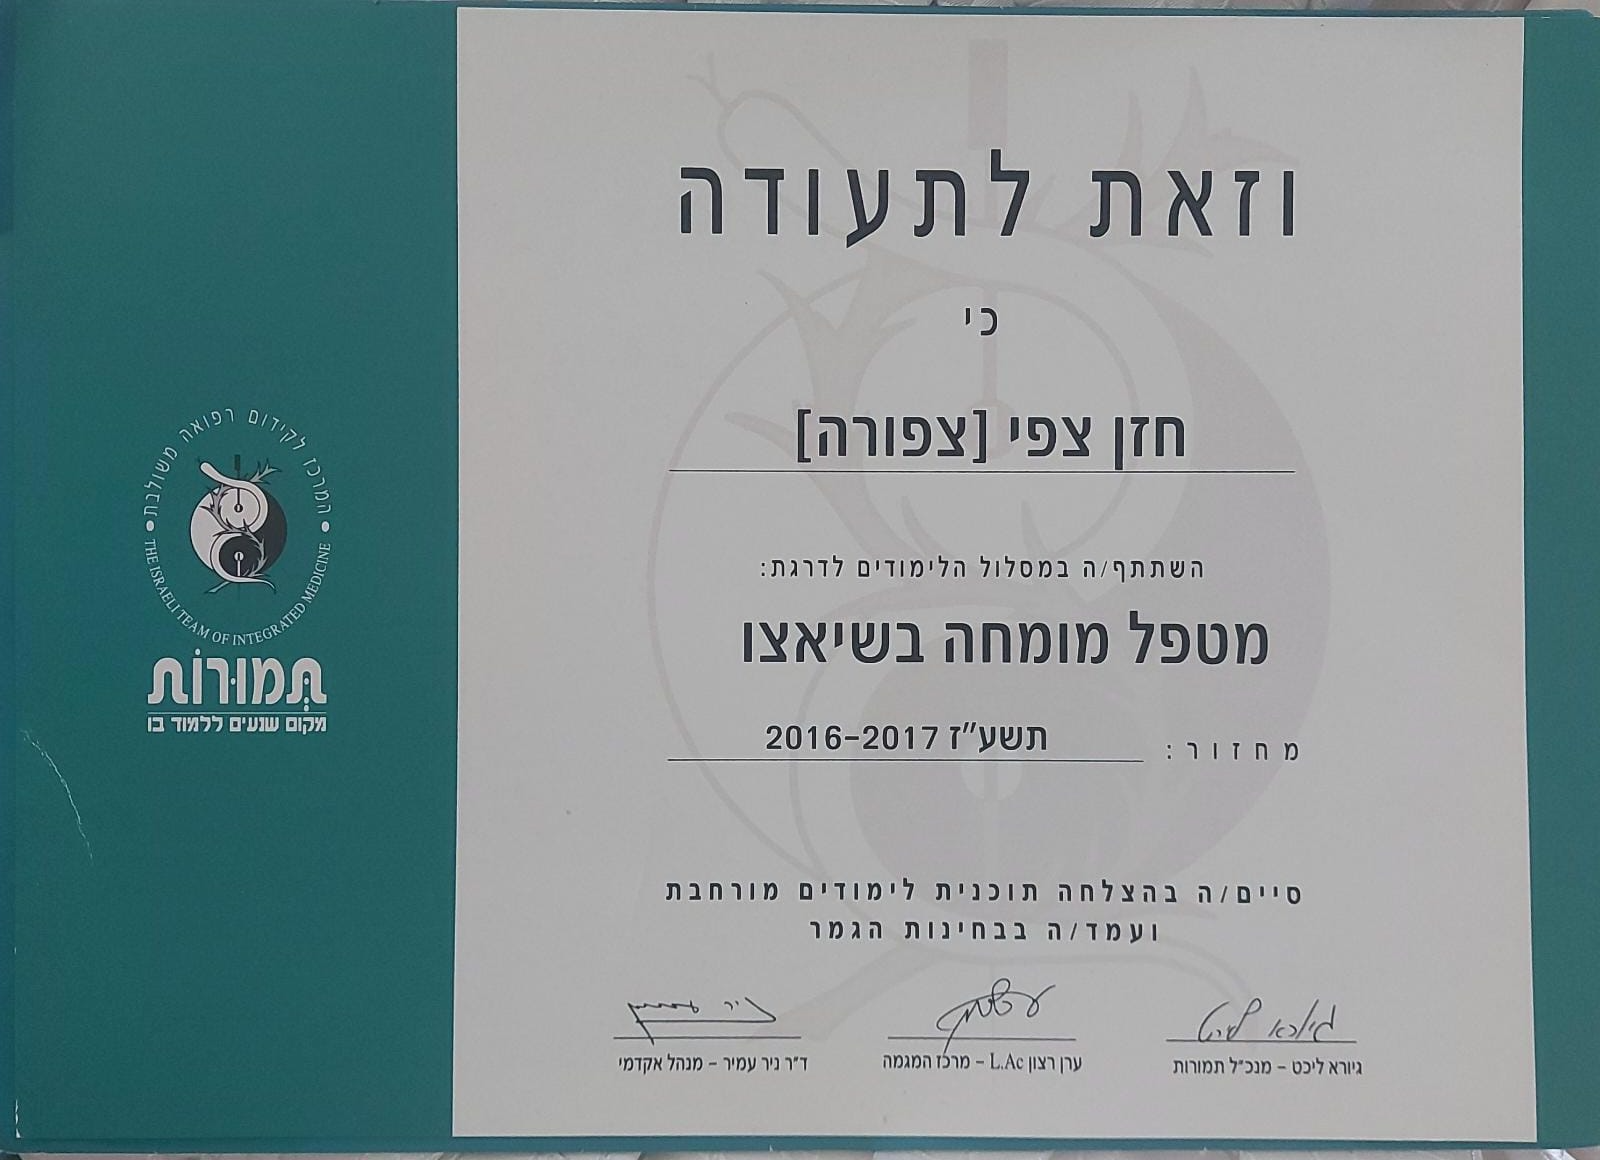 וזאת לתעודה
כי
חזן צפי [צפורה]
השתתף/ה במסלול הלימודים לדרגת:
מטפל מומחה בשיאצו
מחזור: תשע"ז 2016-2017
סיים/ה בהצלחה תוכנית לימודים מורחבת
ועמד/ה בבחינות הגמר
גיורא ליכט – מנכ"ל תמורות
ערן רצון L.Ac – מרכז המגמה
ד"ר ניר עמיר – מנהל אקדמי
המרכז לקידום רפואה משולבת
THE ISRAELI TEAM OF INTEGRATED MEDICINE
תְּמוּרוֹת
מקום שנעים ללמוד בו